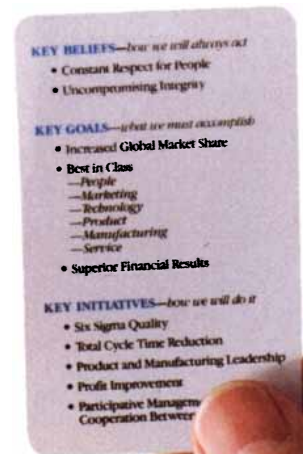 KEY BELIEFS—how we will always act
• Constant Respect for People
• Uncompromising Integrity
KEY GOALS—what we must accomplish
• Increased Global Market Share
• Best in Class
—People
—Marketing
—Technology
—Product
—Manufacturing
—Service
• Superior Financial Results
KEY INITIATIVES—how we will do it
• Six Sigma Quality
• Total Cycle Time Reduction
• Product and Manufacturing Leadership
• Profit Improvement
• Participative Managem
Cooperation Betwee